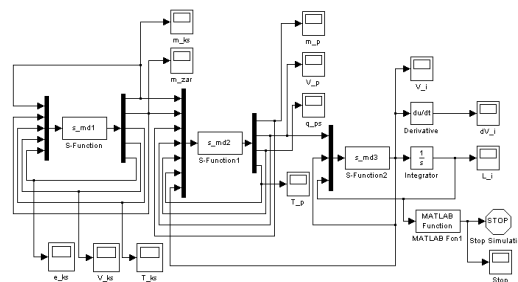 m_ks
m_zar
m_p
V_p
q_ps
T_p
V_i
du/dt
Derivative
dV_i
s_md1
S-Function
s_md2
S-Function1
s_md3
S-Function2
1
s
Integrator
L_i
MATLAB
Function
MATLAB Fcn1
STOP
Stop Simulati
Stop
e_ks
V_ks
T_ks